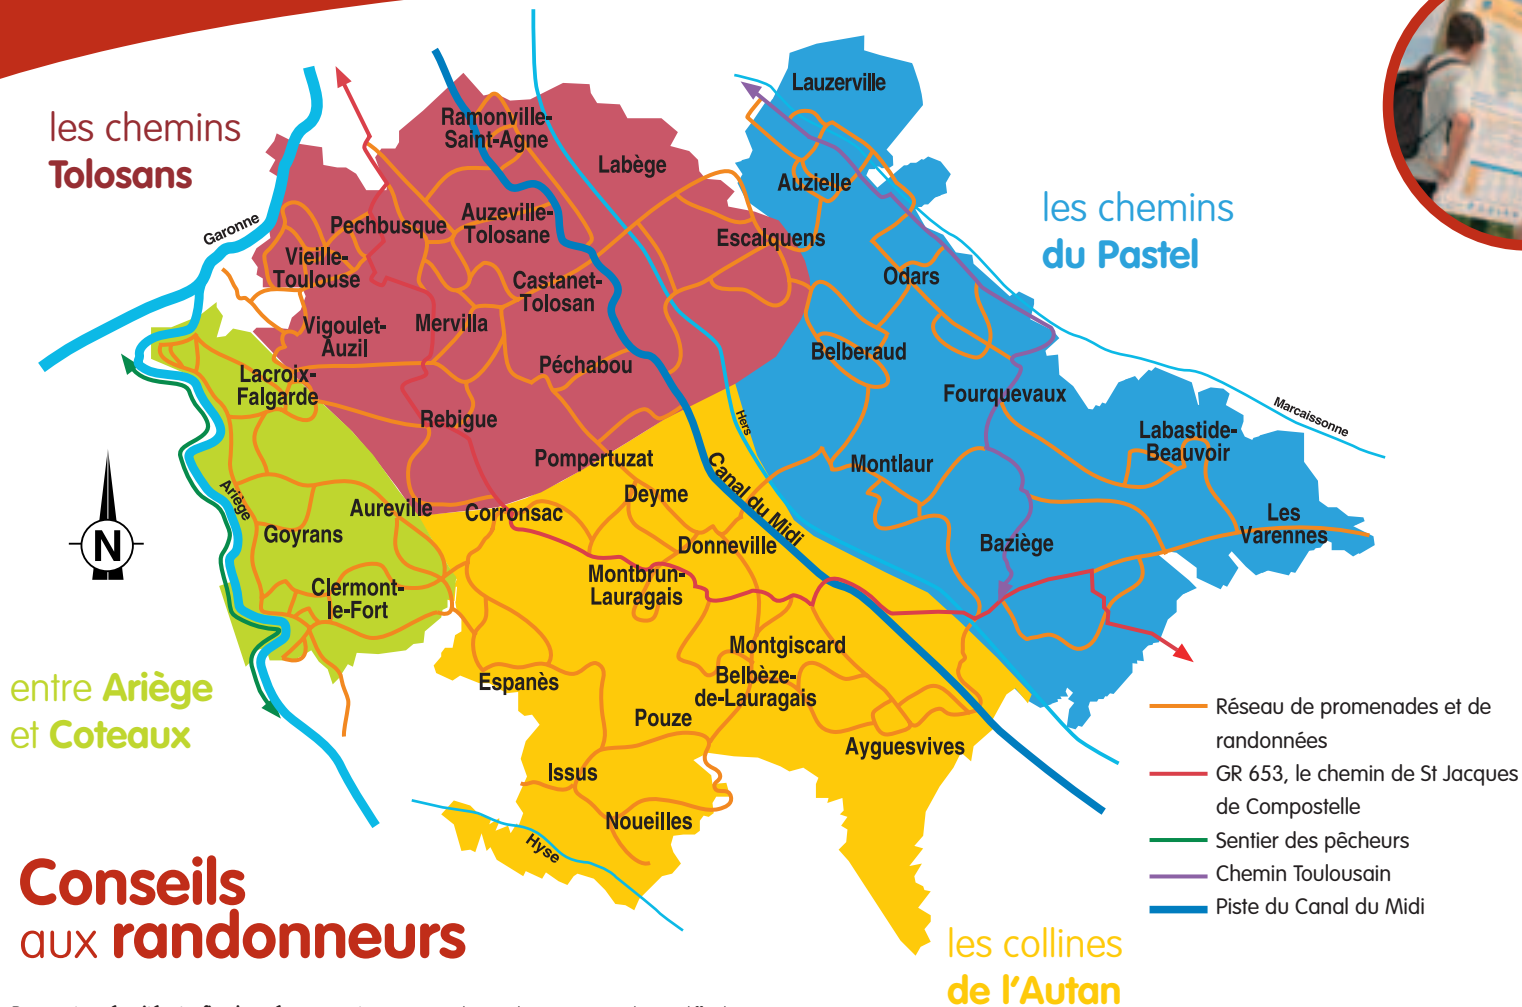 les chemins
Tolosans
Garonne
Ramonville-
Saint-Agne
Labège
Lauzerville
Auzielle
les chemins
du Pastel
Pechbusque
Auzeville-
Tolosane
Escalquens
Vieille-
Toulouse
Castanet-
Tolosan
Odars
Vigoulet-
Auzil
Mervilla
Péchabou
Belberaud
Lacroix-
Falgarde
Rebigue
Fourquevaux
Hers
Marcaissonne
Labastide-
Beauvoir
Pompertuzat
Canal du Midi
Montlaur
Ariège
Aureville
Corronsac
Deyme
Les
Varennes
Goyrans
Donneville
Baziège
N
Clermont-
le-Fort
Montbrun-
Lauragais
Montgiscard
entre Ariège
et Coteaux
Espanès
Belbèze-
de-Lauragais
Pouze
Ayguesvives
Issus
Noueilles
Hyse
Réseau de promenades et de
randonnées
GR 653, le chemin de St Jacques
de Compostelle
Sentier des pêcheurs
Chemin Toulousain
Piste du Canal du Midi
Conseils
aux randonneurs
les collines
de l'Autan